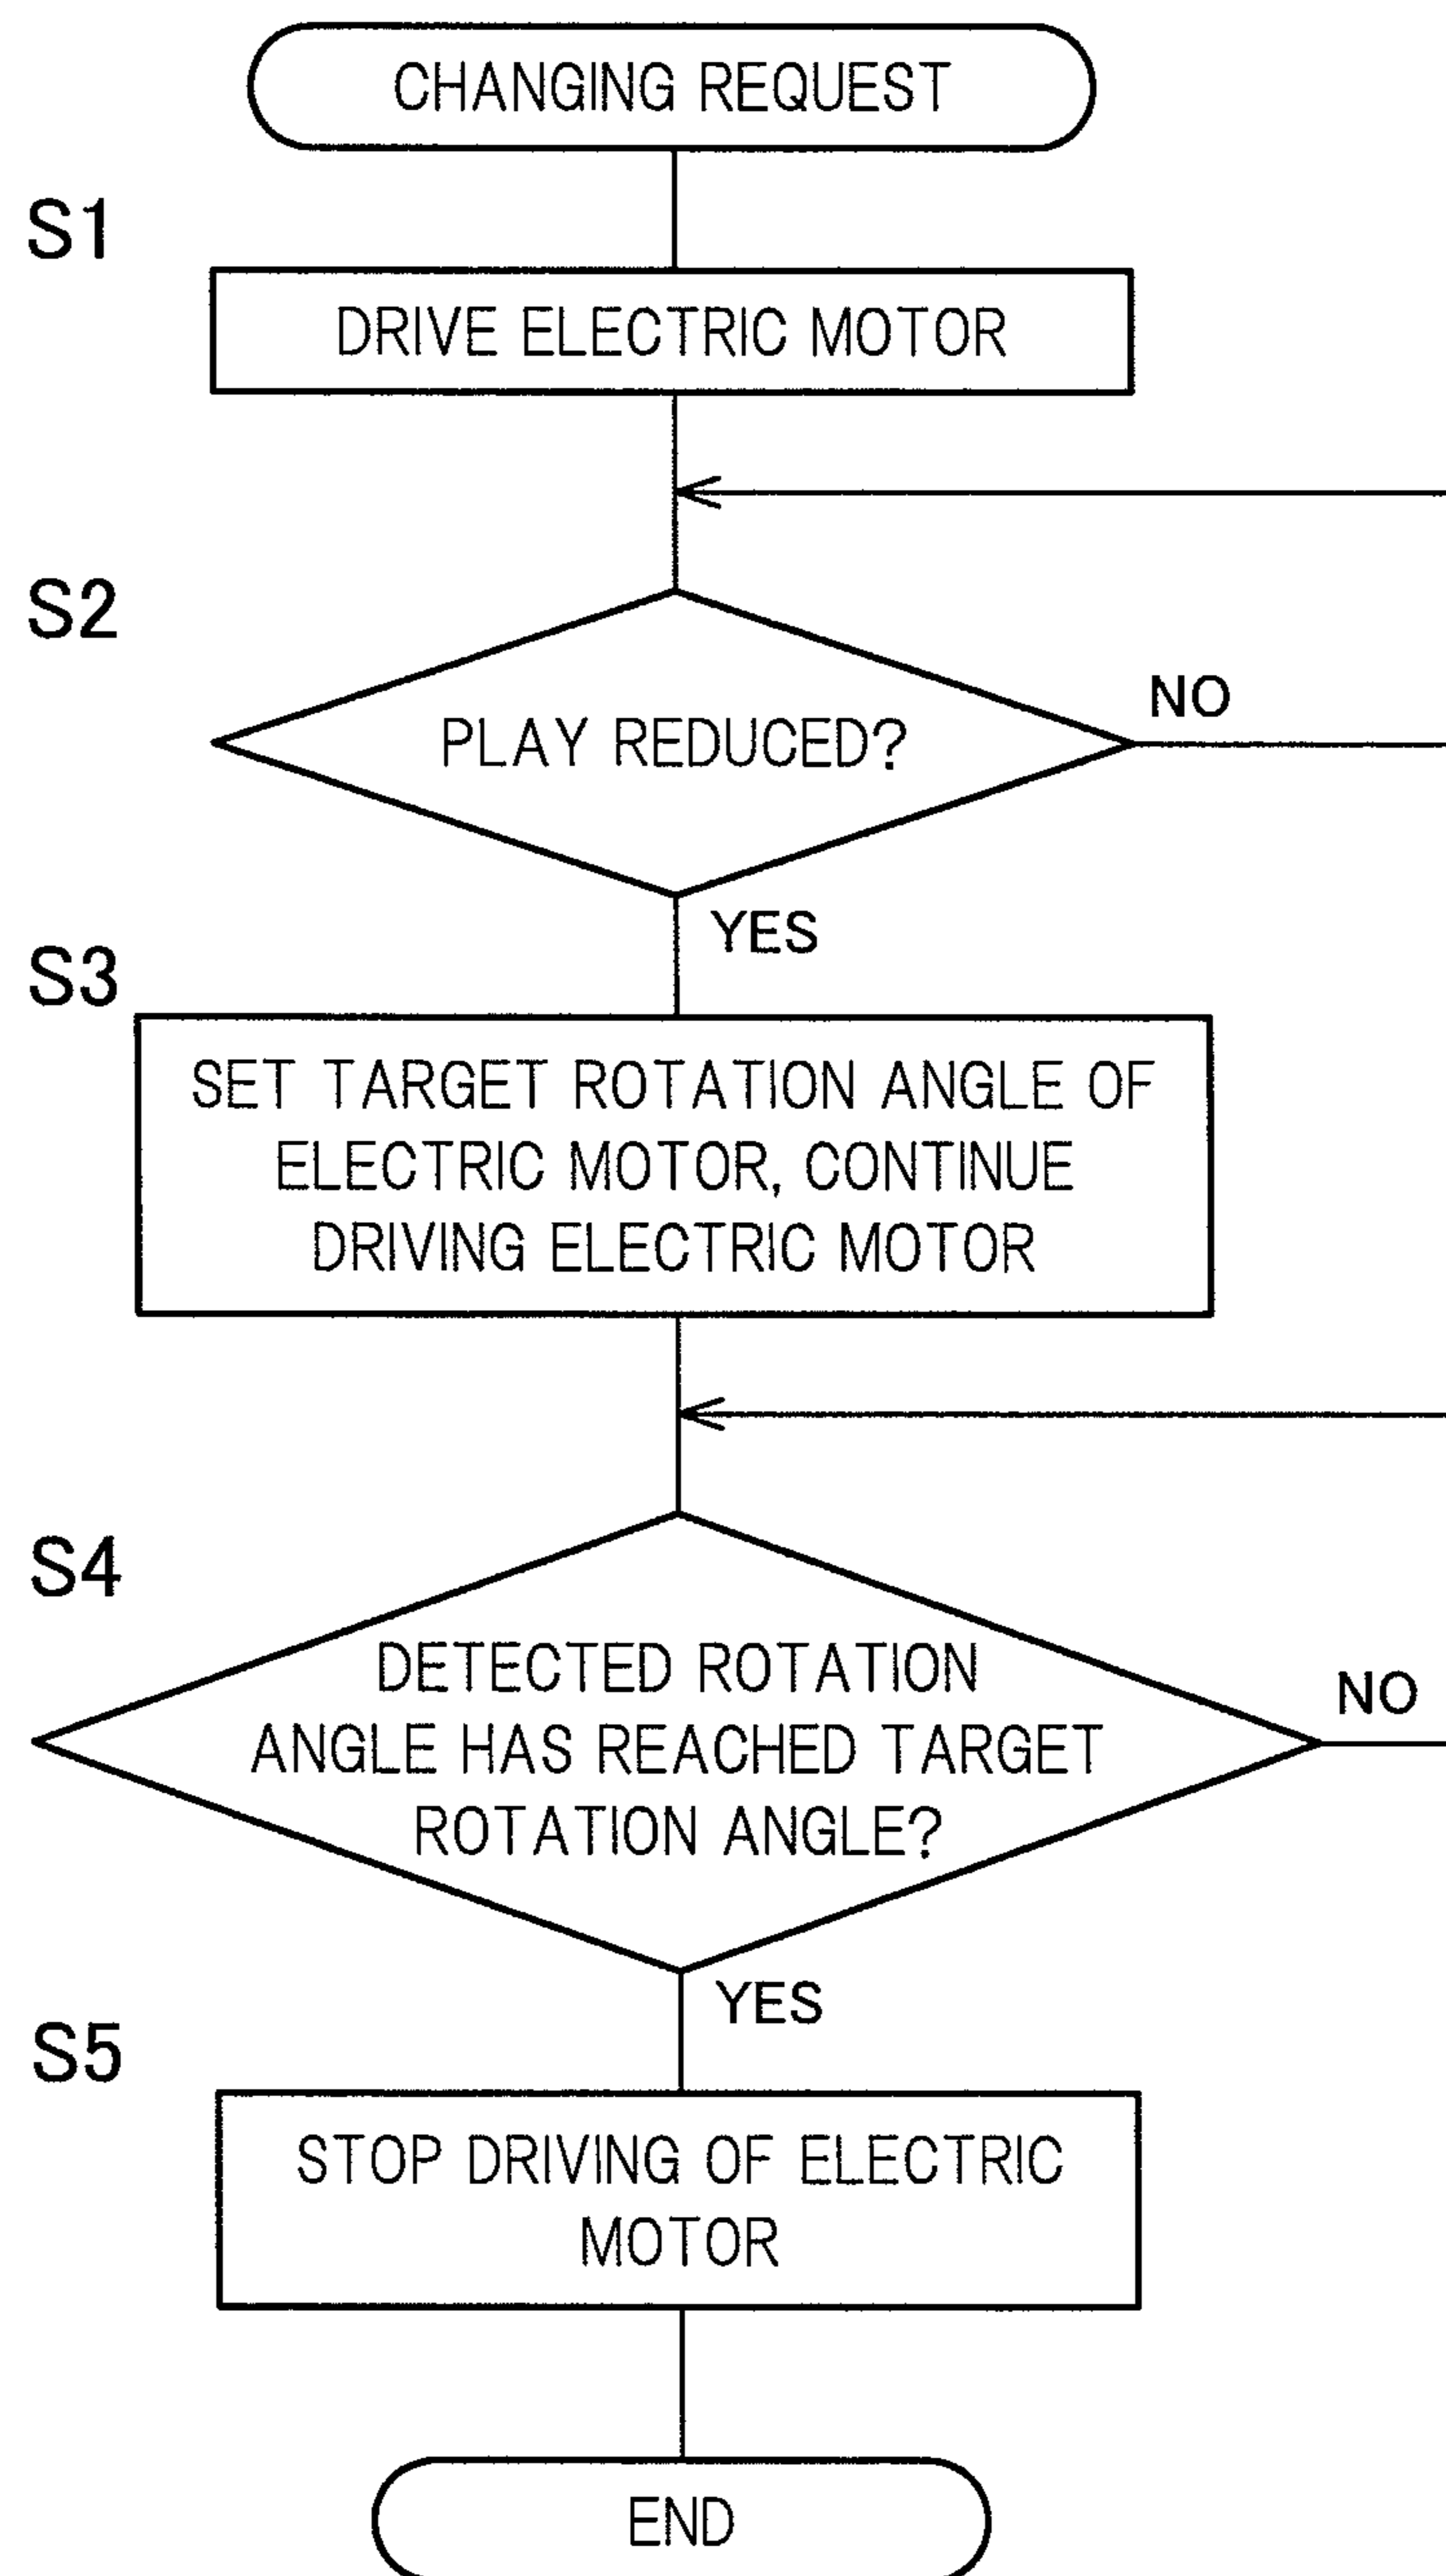 CHANGING REQUEST
S1
DRIVE ELECTRIC MOTOR
S2
PLAY REDUCED?
NO
YES
S3
SET TARGET ROTATION ANGLE OF
ELECTRIC MOTOR, CONTINUE
DRIVING ELECTRIC MOTOR
S4
DETECTED ROTATION
ANGLE HAS REACHED TARGET
ROTATION ANGLE?
NO
YES
S5
STOP DRIVING OF ELECTRIC
MOTOR
END